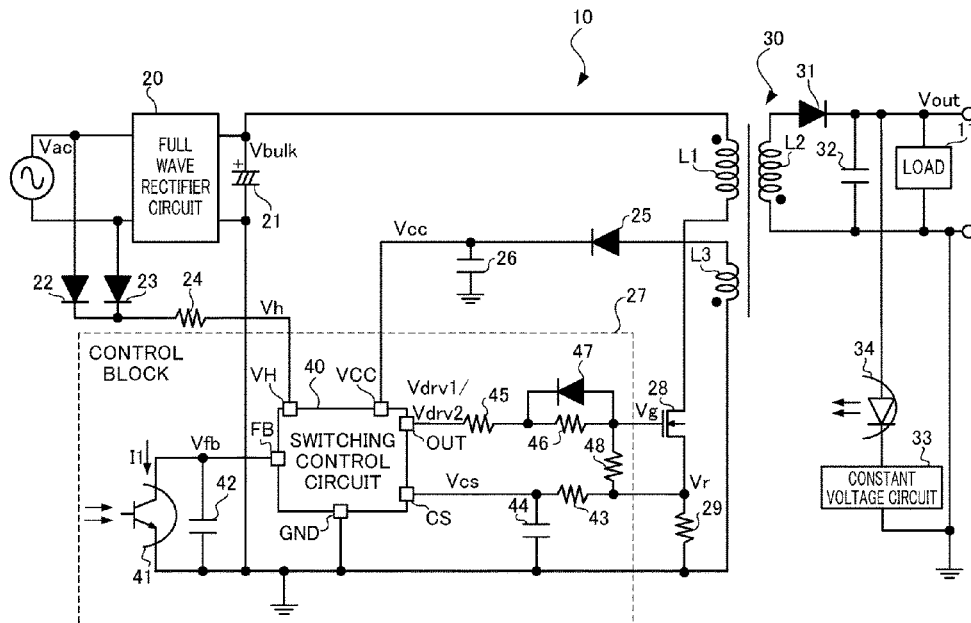 10
20
30
31
Vout
Vac
FULL
WAVE
RECTIFIER
CIRCUIT
+
Vbulk
21
L1
L2
32
LOAD
1
Vcc
25
26
L3
22
23
24
Vh
27
CONTROL
BLOCK
VH
40
VCC
Vdrv1/
Vdrv2
45
47
46
Vg
28
34
OUT
FB
SWITCHING
CONTROL
CIRCUIT
48
I1
Vfb
42
Vcs
44
43
Vr
29
33
CONSTANT
VOLTAGE CIRCUIT
CS
GND
41